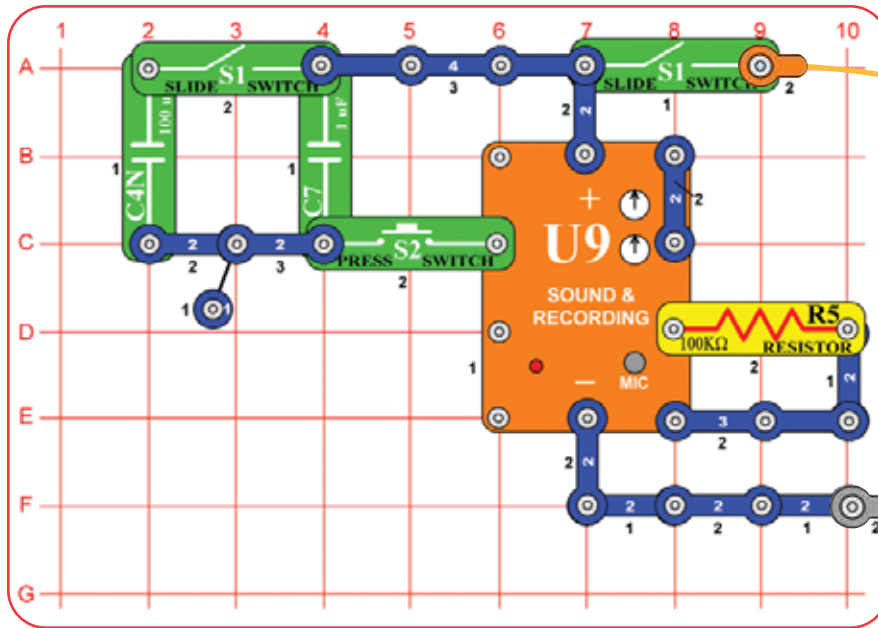 1 2 3 4 5 6 7 8 9 10
A
B
C
D
E
F
G
S1
SLIDE SWITCH
2
4
3
S1
SLIDE SWITCH
1
2
2
2
100 u
1
C4N
1 uF
1
C7
2
2
+
U9
SOUND &
RECORDING
MIC
−
1
2
2
2
3
S2
PRESS SWITCH
2
1
1
R5
100KΩ
RESISTOR
2
1
2
3
2
2
2
2
1
2
2
2
1
2